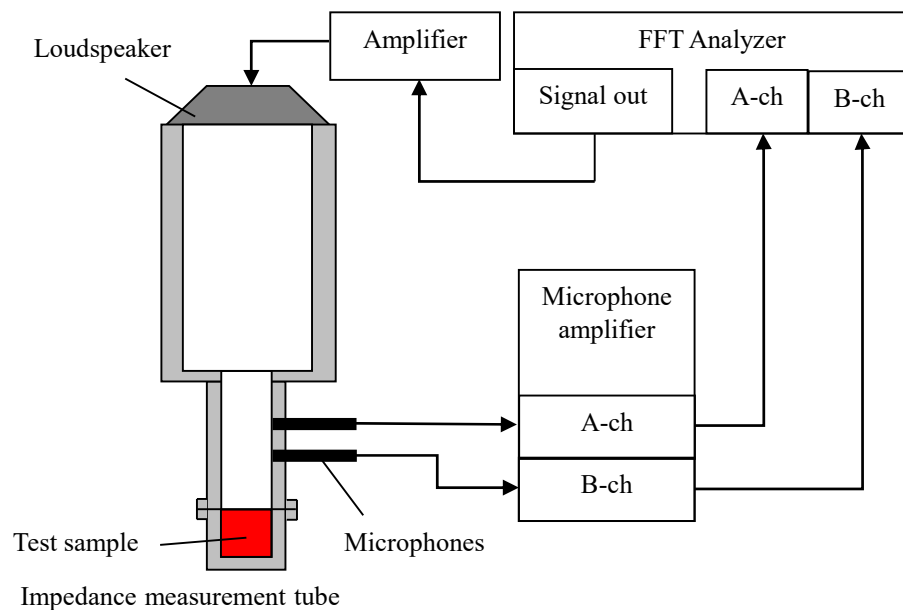 Loudspeaker
Amplifier
FFT Analyzer
Signal out
A-ch
B-ch
Microphone
amplifier
A-ch
B-ch
Test sample
Microphones
Impedance measurement tube